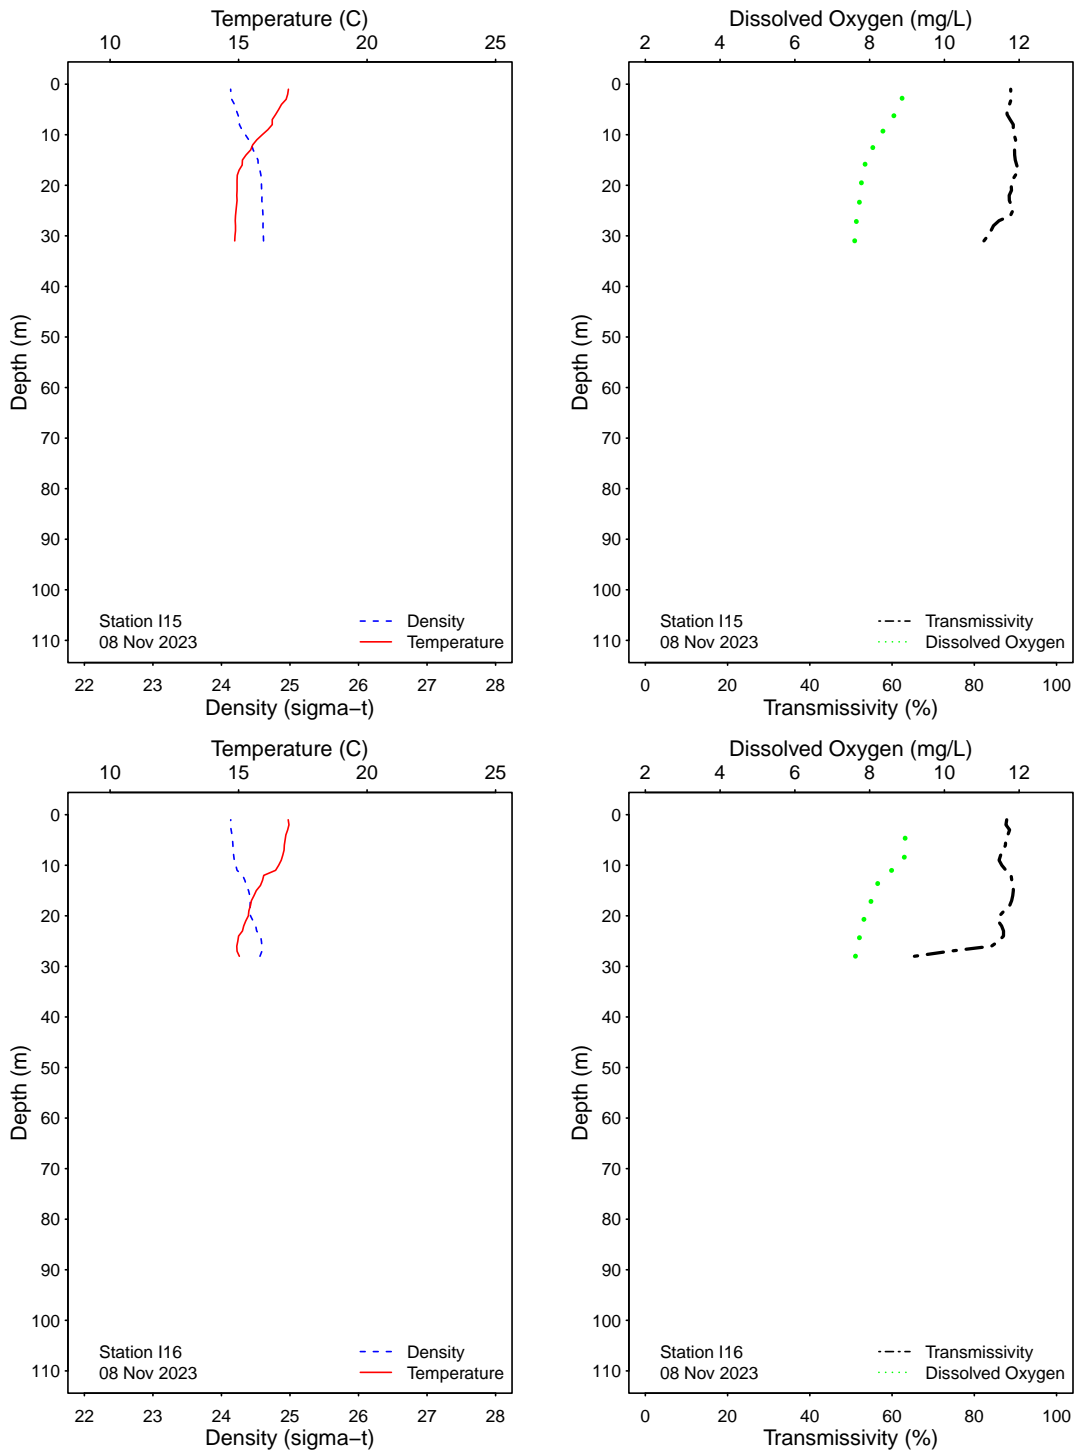 Temperature (C)
10 15 20 25
0
10
20
30
40
50
60
70
80
90
100
110
Depth (m)
Station I15
08 Nov 2023
Density
Temperature
22 23 24 25 26 27 28
Density (sigma−t)
Dissolved Oxygen (mg/L)
2 4 6 8 10 12
0
10
20
30
40
50
60
70
80
90
100
110
Depth (m)
Station I15
08 Nov 2023
Transmissivity
Dissolved Oxygen
0 20 40 60 80 100
Transmissivity (%)
Temperature (C)
10 15 20 25
0
10
20
30
40
50
60
70
80
90
100
110
Depth (m)
Station I16
08 Nov 2023
Density
Temperature
22 23 24 25 26 27 28
Density (sigma−t)
Dissolved Oxygen (mg/L)
2 4 6 8 10 12
0
10
20
30
40
50
60
70
80
90
100
110
Depth (m)
Station I16
08 Nov 2023
Transmissivity
Dissolved Oxygen
0 20 40 60 80 100
Transmissivity (%)